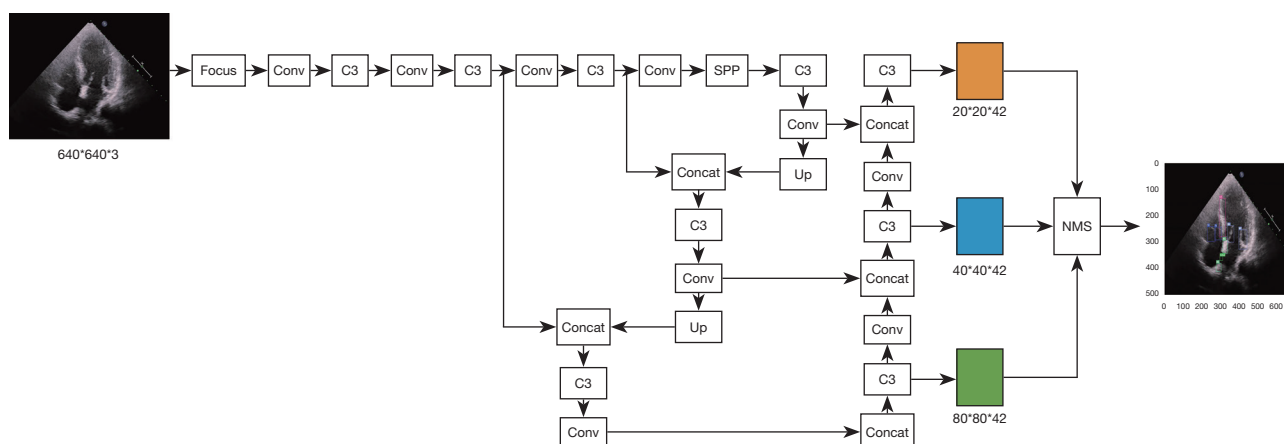 640*640*3
Focus
Conv
C3
Conv
C3
Conv
C3
Conv
SPP
C3
Conv
Up
Concat
C3
Conv
Up
Concat
C3
Conv
C3
Concat
Conv
C3
Concat
Conv
C3
Concat
20*20*42
40*40*42
80*80*42
NMS
0
100
200
300
400
500
0 100 200 300 400 500 600